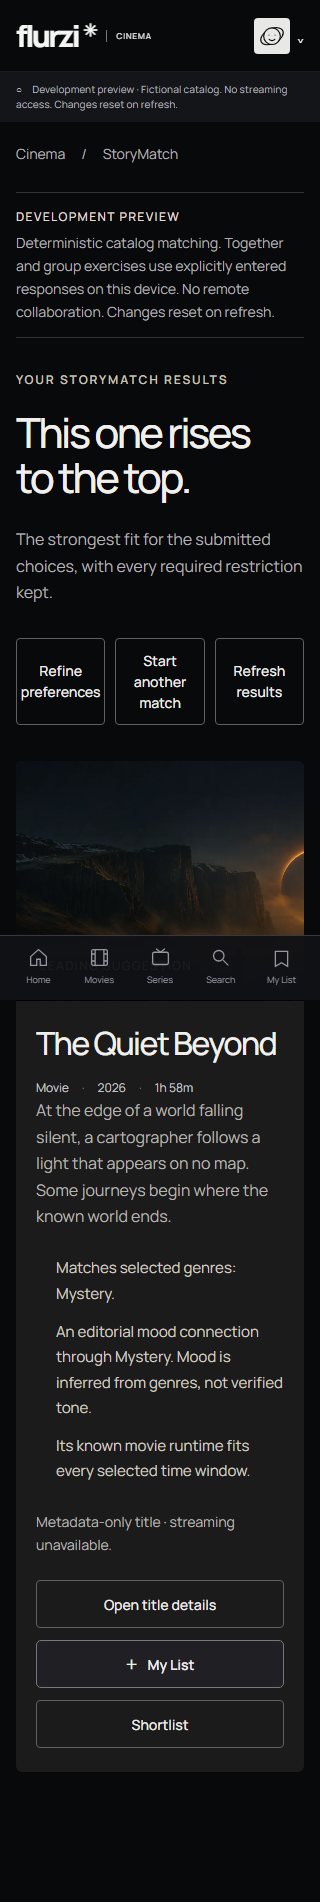 flurzi* | CINEMA
Development preview · Fictional catalog. No streaming
access. Changes reset on refresh.
Cinema / StoryMatch
DEVELOPMENT PREVIEW
Deterministic catalog matching. Together
and group exercises use explicitly entered
responses on this device. No remote
collaboration. Changes reset on refresh.
YOUR STORYMATCH RESULTS
This one rises
to the top.
The strongest fit for the submitted
choices, with every required restriction
kept.
Refine
preferences
Start
another
match
Refresh
results
Home Movies Series Search My List
The Quiet Beyond
Movie · 2026 · 1h 58m
At the edge of a world falling
silent, a cartographer follows a
light that appears on no map.
Some journeys begin where the
known world ends.
Matches selected genres:
Mystery.
An editorial mood connection
through Mystery. Mood is
inferred from genres, not verified
tone.
Its known movie runtime fits
every selected time window.
Metadata-only title · streaming
unavailable.
Open title details
+ My List
Shortlist